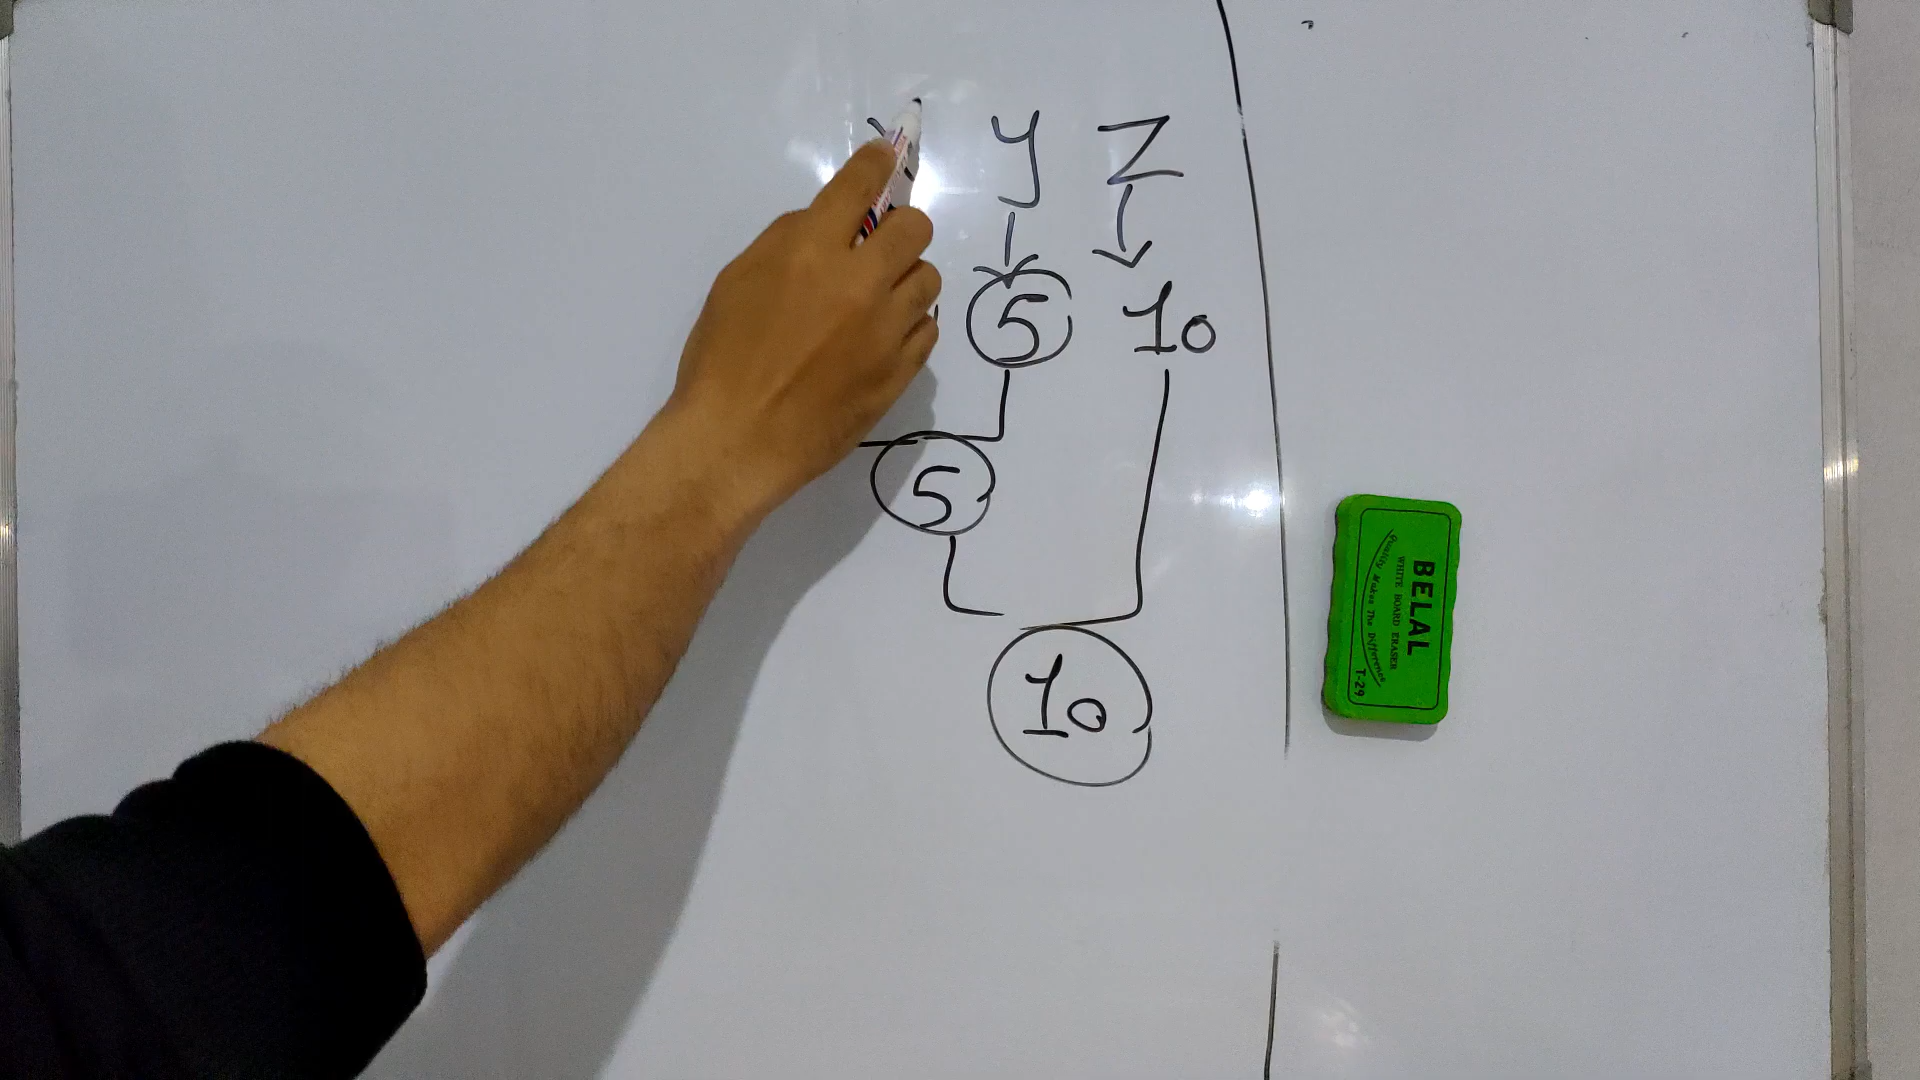 y z
5 10
5
10
BELAL
WHITE BOARD ERASER
Quality Makes The Difference
T-29